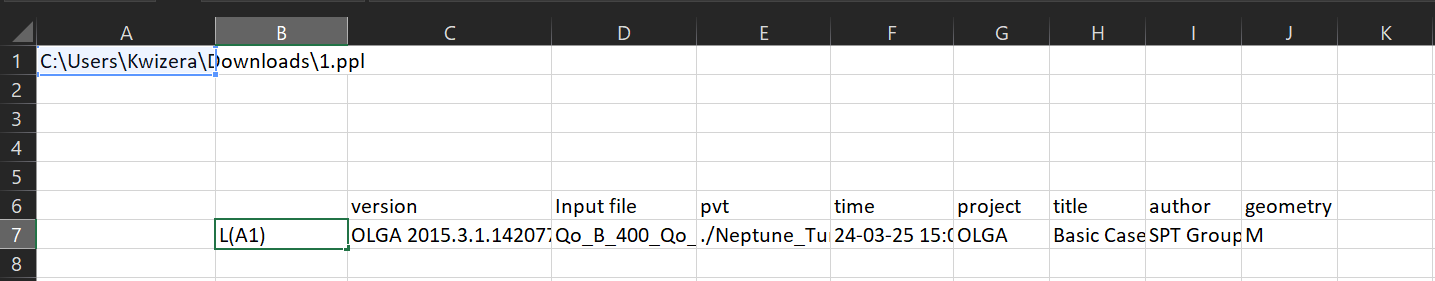 A B C D E F G H I J K
1 C:\Users\Kwizera\Downloads\1.ppl
2
3
4
5
6 version Input file pvt time project title author geometry
7 L(A1) OLGA 2015.3.1.142077 Qo_B_400_Qo_ ./Neptune_Tu 24-03-25 15:0 OLGA Basic Case SPT Group M
8